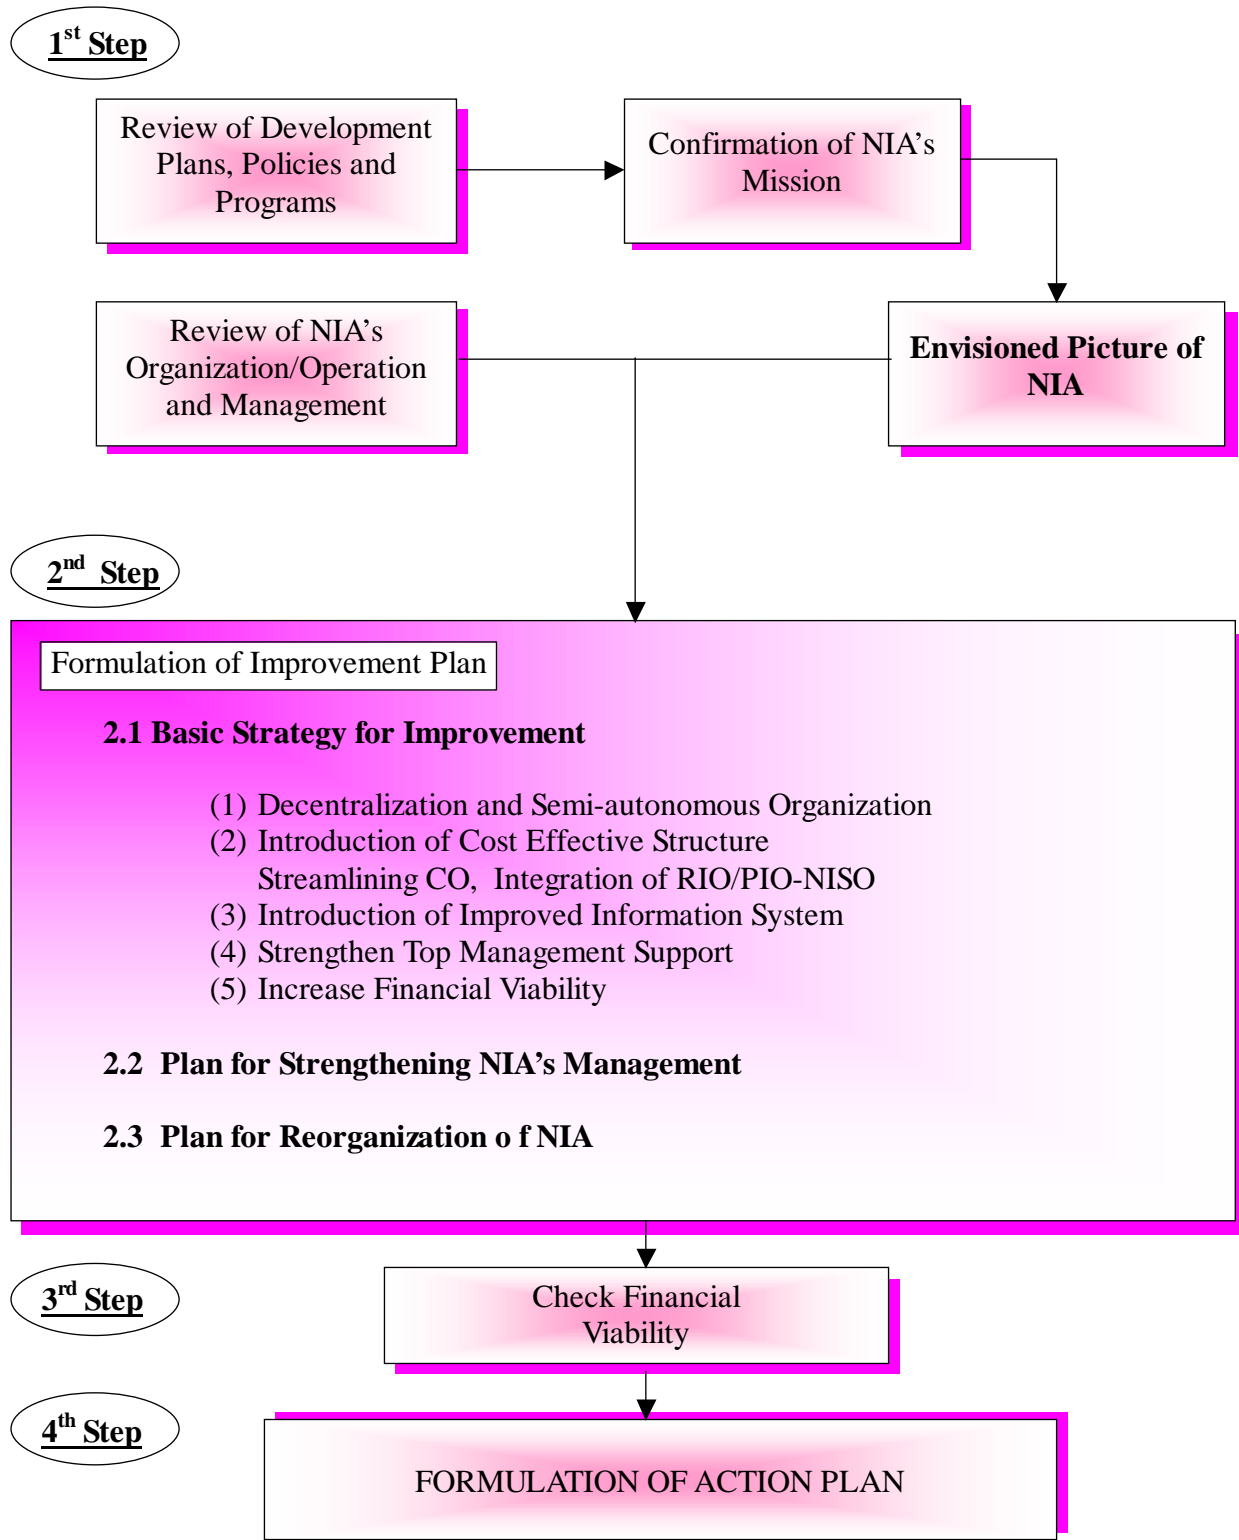 1st Step
Review of Development
Plans, Policies and
Programs
Confirmation of NIA’s
Mission
Review of NIA’s
Organization/Operation
and Management
Envisioned Picture of
NIA
2nd Step
Formulation of Improvement Plan
2.1 Basic Strategy for Improvement
(1) Decentralization and Semi-autonomous Organization
(2) Introduction of Cost Effective Structure
Streamlining CO, Integration of RIO/PIO-NISO
(3) Introduction of Improved Information System
(4) Strengthen Top Management Support
(5) Increase Financial Viability
2.2 Plan for Strengthening NIA’s Management
2.3 Plan for Reorganization o f NIA
3rd Step
Check Financial
Viability
4th Step
FORMULATION OF ACTION PLAN